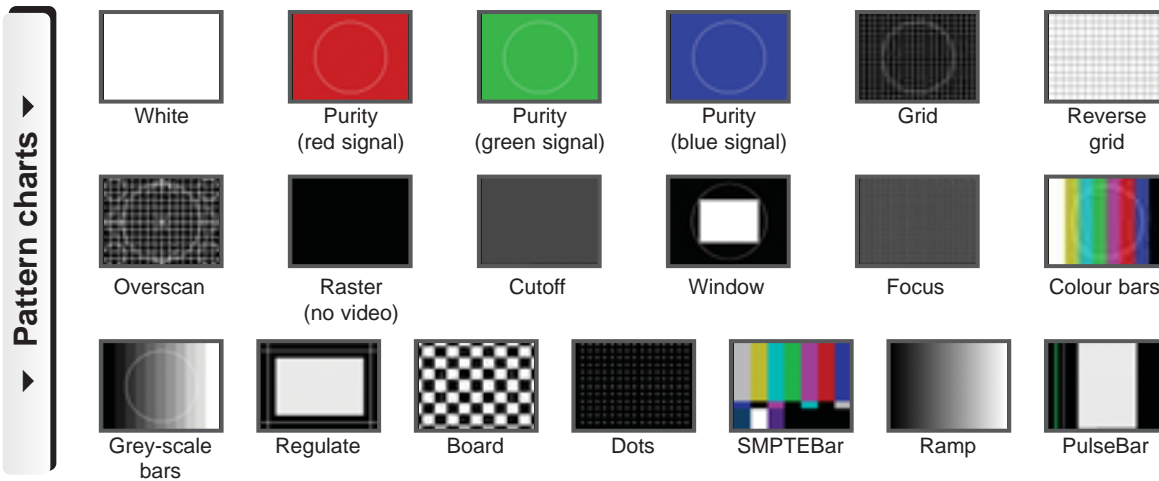 Pattern charts
White
Purity
(red signal)
Purity
(green signal)
Purity
(blue signal)
Grid
Reverse
grid
Overscan
Raster
(no video)
Cutoff
Window
Focus
Colour bars
Grey-scale
bars
Regulate
Board
Dots
SMPTEBar
Ramp
PulseBar